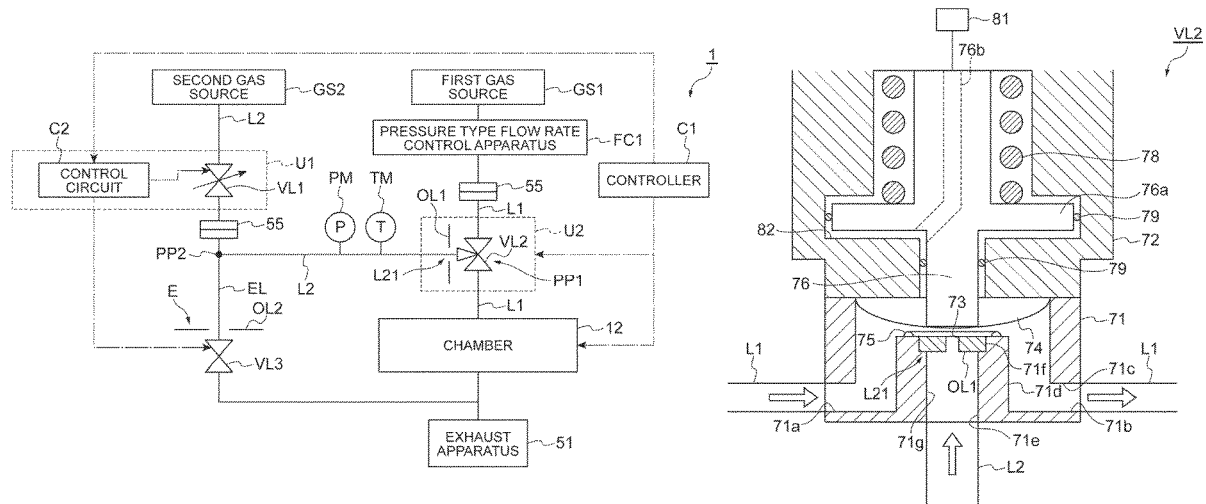 1
SECOND GAS SOURCE
GS2
FIRST GAS SOURCE
GS1
C2
L2
PRESSURE TYPE FLOW RATE CONTROL APPARATUS
FC1
C1
CONTROL CIRCUIT
U1
VL1
CONTROLLER
PM
TM
55
L1
55
OL1
U2
P
T
VL2
PP2
L21
PP1
L2
E
EL
OL2
L1
12
CHAMBER
VL3
EXHAUST APPARATUS
51
81
VL2
76b
78
76a
79
82
72
79
76
73
71
75
74
L1
71f
71c
L1
L21
OL1
71d
71a
71g
71e
71b
L2